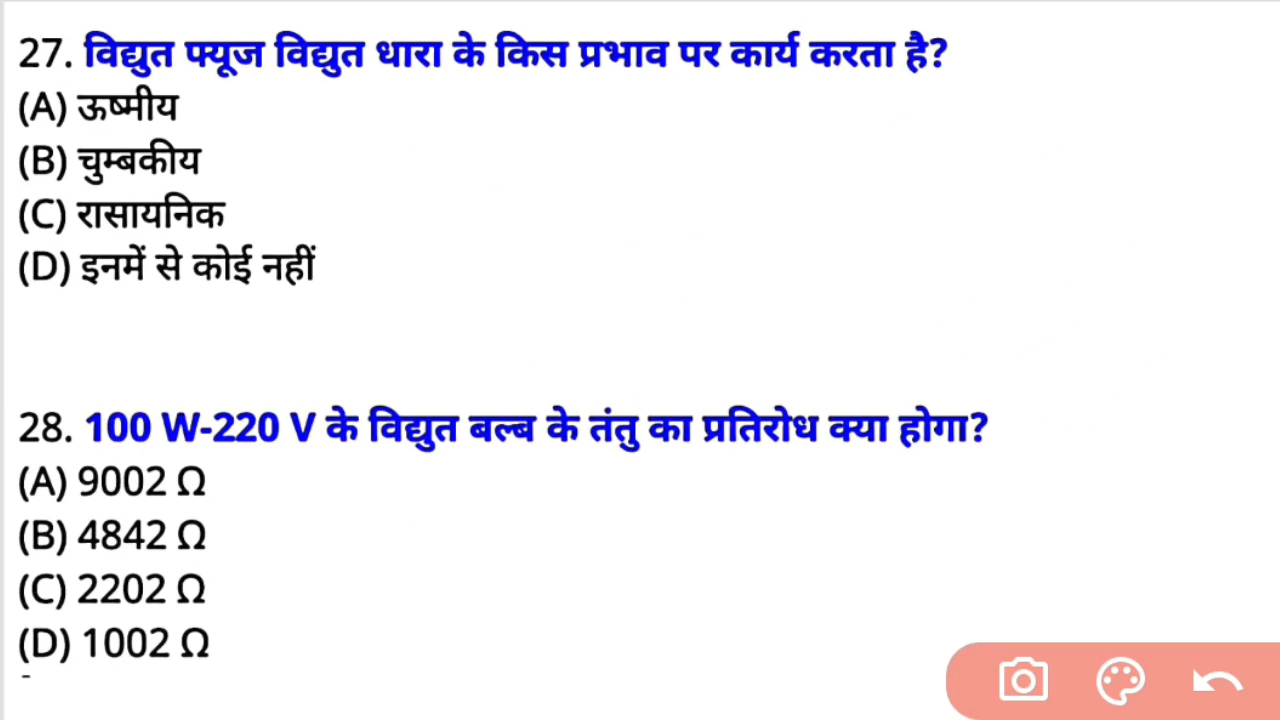 27. विद्युत फ्यूज विद्युत धारा के किस प्रभाव पर कार्य करता है?
(A) ऊष्मीय
(B) चुम्बकीय
(C) रासायनिक
(D) इनमें से कोई नहीं
28. 100 W-220 V के विद्युत बल्ब के तंतु का प्रतिरोध क्या होगा?
(A) 9002 Ω
(B) 4842 Ω
(C) 2202 Ω
(D) 1002 Ω